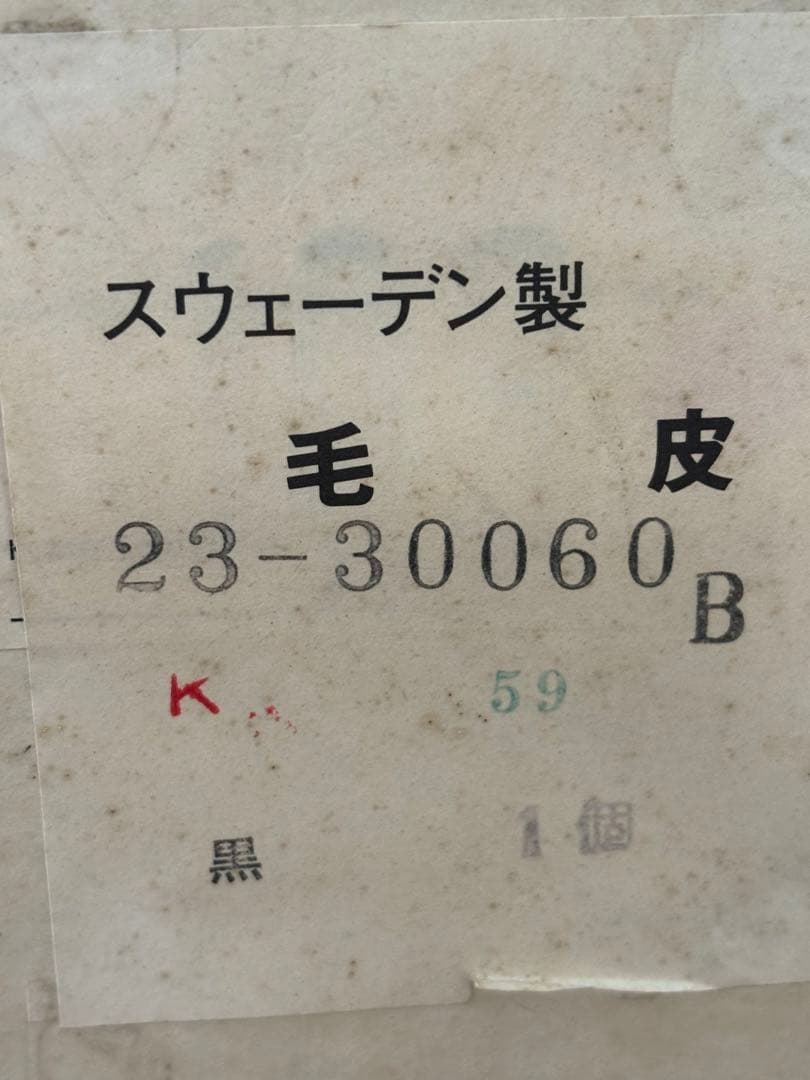 スウェーデン製
毛 皮
23-30060 B
K 59
黒 1個